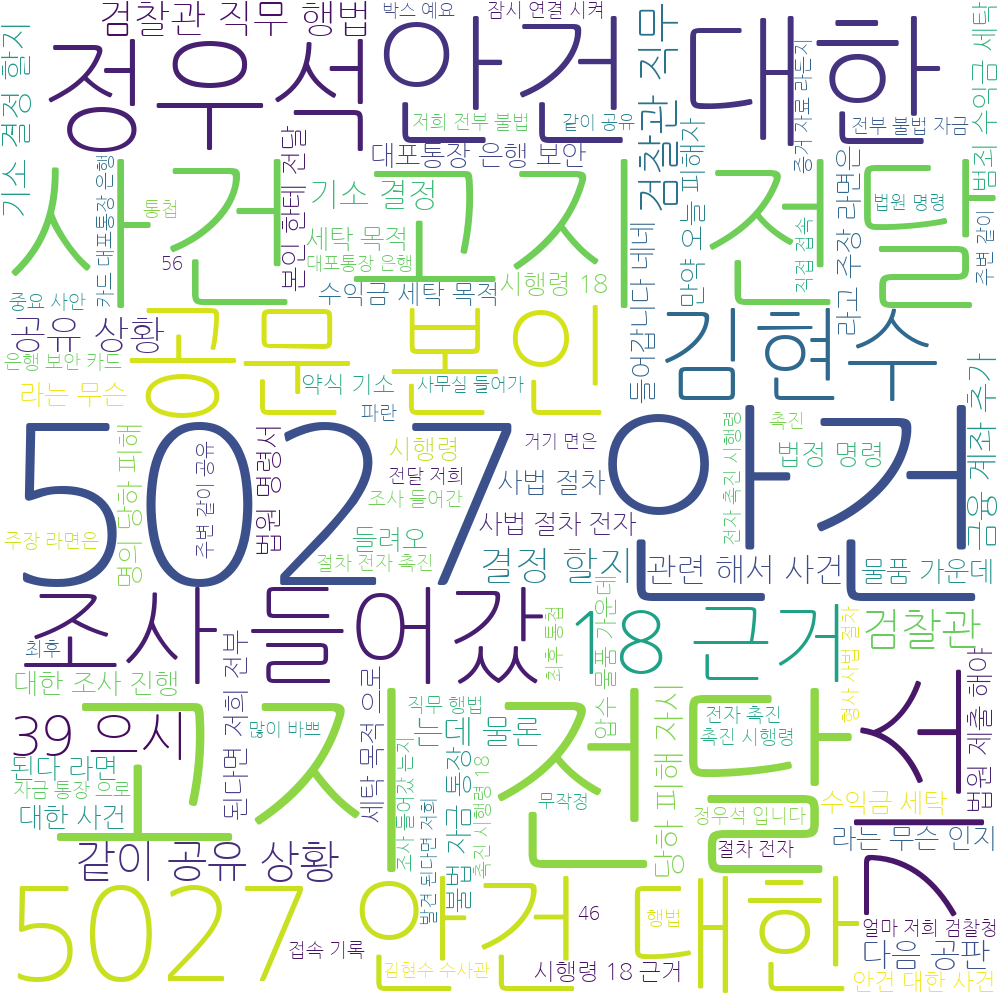 검찰관 직무 행법
박스 예요
잠시 연결 시켜
수익금 세탁
기소 결정 할지
정우석
안건 대한
검찰관 직무
증거 자료 라든지
저희 전부 불법
같이 공유
전부 불법 자금
대포통장 은행 보안
본인 한테 전달
카드 대포통장 은행
사건 고지 전달
통첩
기소 결정
법원 명령
피해자
만약 오늘
직접 접속
라고 주장 라면은
주변 같이 범죄
56
세탁 목적
대포통장 은행
시행령 18
수익금 세탁 목적
중요 사안
들어갑니다 네네
공유 상황
공문 본인
김현수
은행 보안 카드
라는 무슨
약식 기소
사무실 들어가
파란
금융 계좌 추가
5027 안건
명의 당하 피해
주변 같이 공유
법원 명령서
시행령
거기 면은
전자 촉진 시행령
촉진
법정 명령
전달 저희
사법 절차
조사 들어간
사법 절차 전자
주장 라면은
들려오
절차 전자 촉진
결정 할지
관련 해서 사건
물품 가운데
조사 들어갔
18 근거
검찰관
최후
최후 통첩
물품 가운데
압수
형사 사법 절차
법원 제출 해야
대한 조사 진행
된다면 저희 전부
세탁 목적 으로
고지 전달
39 으시
많이 바쁘
직무 행법
는데 물론
전자 촉진
촉진 시행령
당하 피해 자시
된다 라면
자금 통장 으로
대한 사건
조사 들어갔 는지
발견 된다면 저희
불법 자금 통장
촉진 시행령 18
무작정
정우석 입니다
수익금 세탁
라는 무슨 인지
절차 전자
같이 공유 상황
5027 안건 대한
46
행법
얼마 저희 검찰청
다음 공판
접속 기록
김현수 수사관
시행령 18 근거
안건 대한 사건